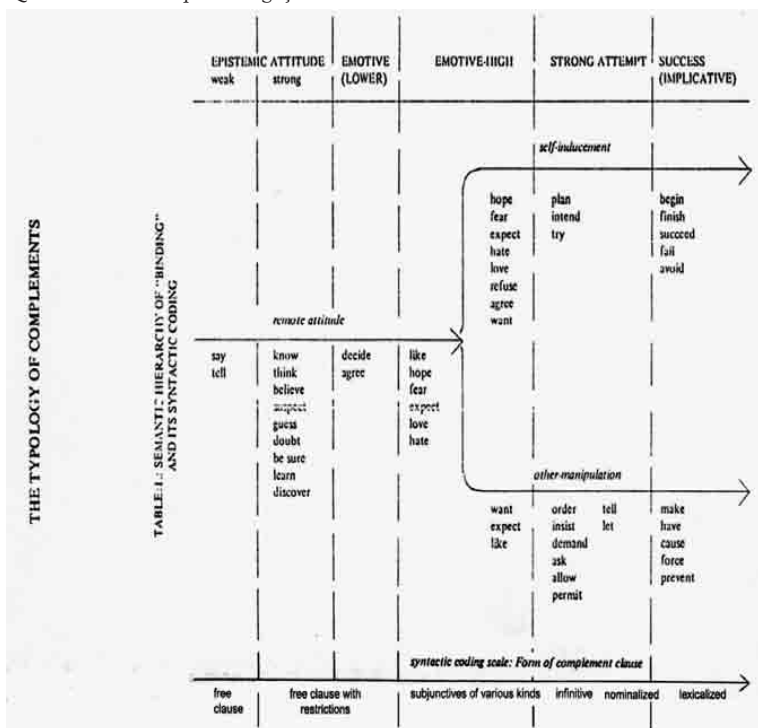 EPISTEMIC ATTITUDE EMOTIVE EMOTIVE-HIGH STRONG ATTEMPT SUCCESS
weak strong (LOWER) (IMPLICATIVE)
self-inducement
hope plan begin
fear intend finish
expect try succeed
hate fail
love avoid
refuse
agree
want
THE TYPOLOGY OF COMPLEMENTS
TABLE 1.: SEMANTIC HIERARCHY OF "BINDING"
AND ITS SYNTACTIC CODING
remote attitude
say know decide like
tell think agree hope
believe fear
suspect expect
guess love
doubt hate
be sure
learn
discover
other-manipulation
want order tell make
expect insist let have
like demand cause
ask force
allow prevent
permit
syntactic coding scale: Form of complement clause
free free clause with subjunctives of various kinds infinitive nominalized lexicalized
clause restrictions